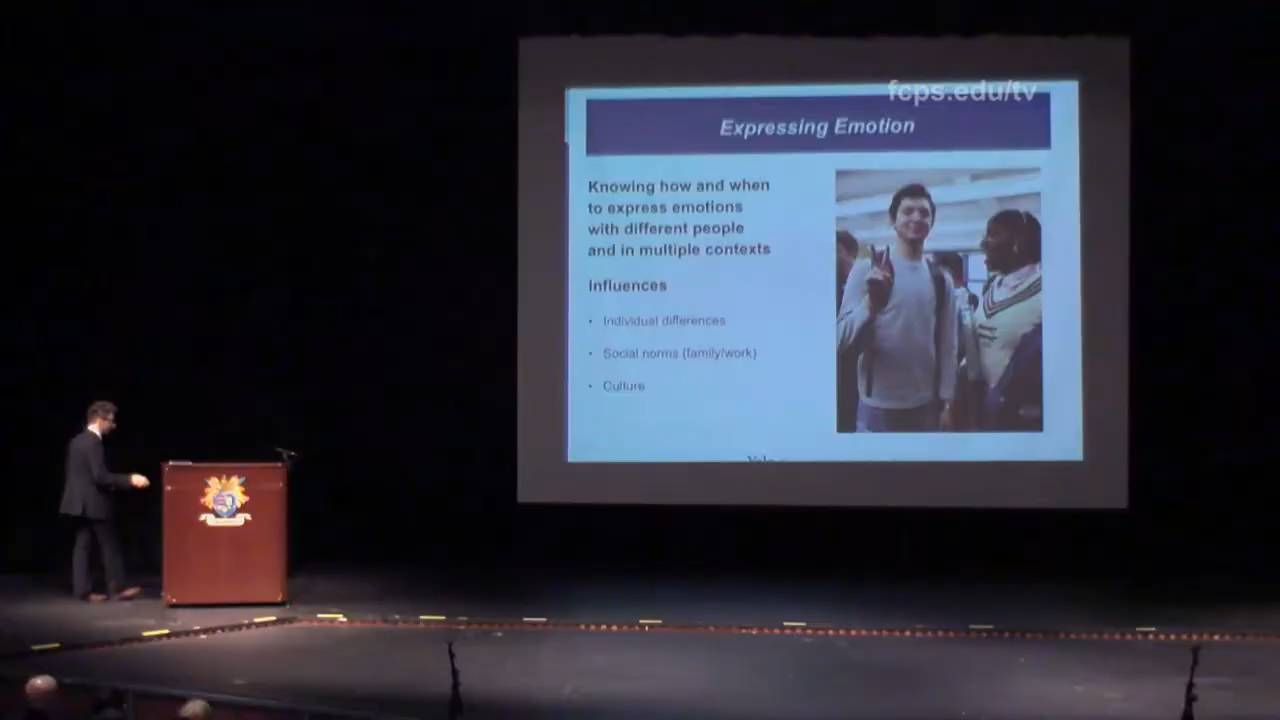 fcps.edu/tv
Expressing Emotion
Knowing how and when
to express emotions
with different people
and in multiple contexts
Influences
• Individual differences
• Social norms (family/work)
• Culture